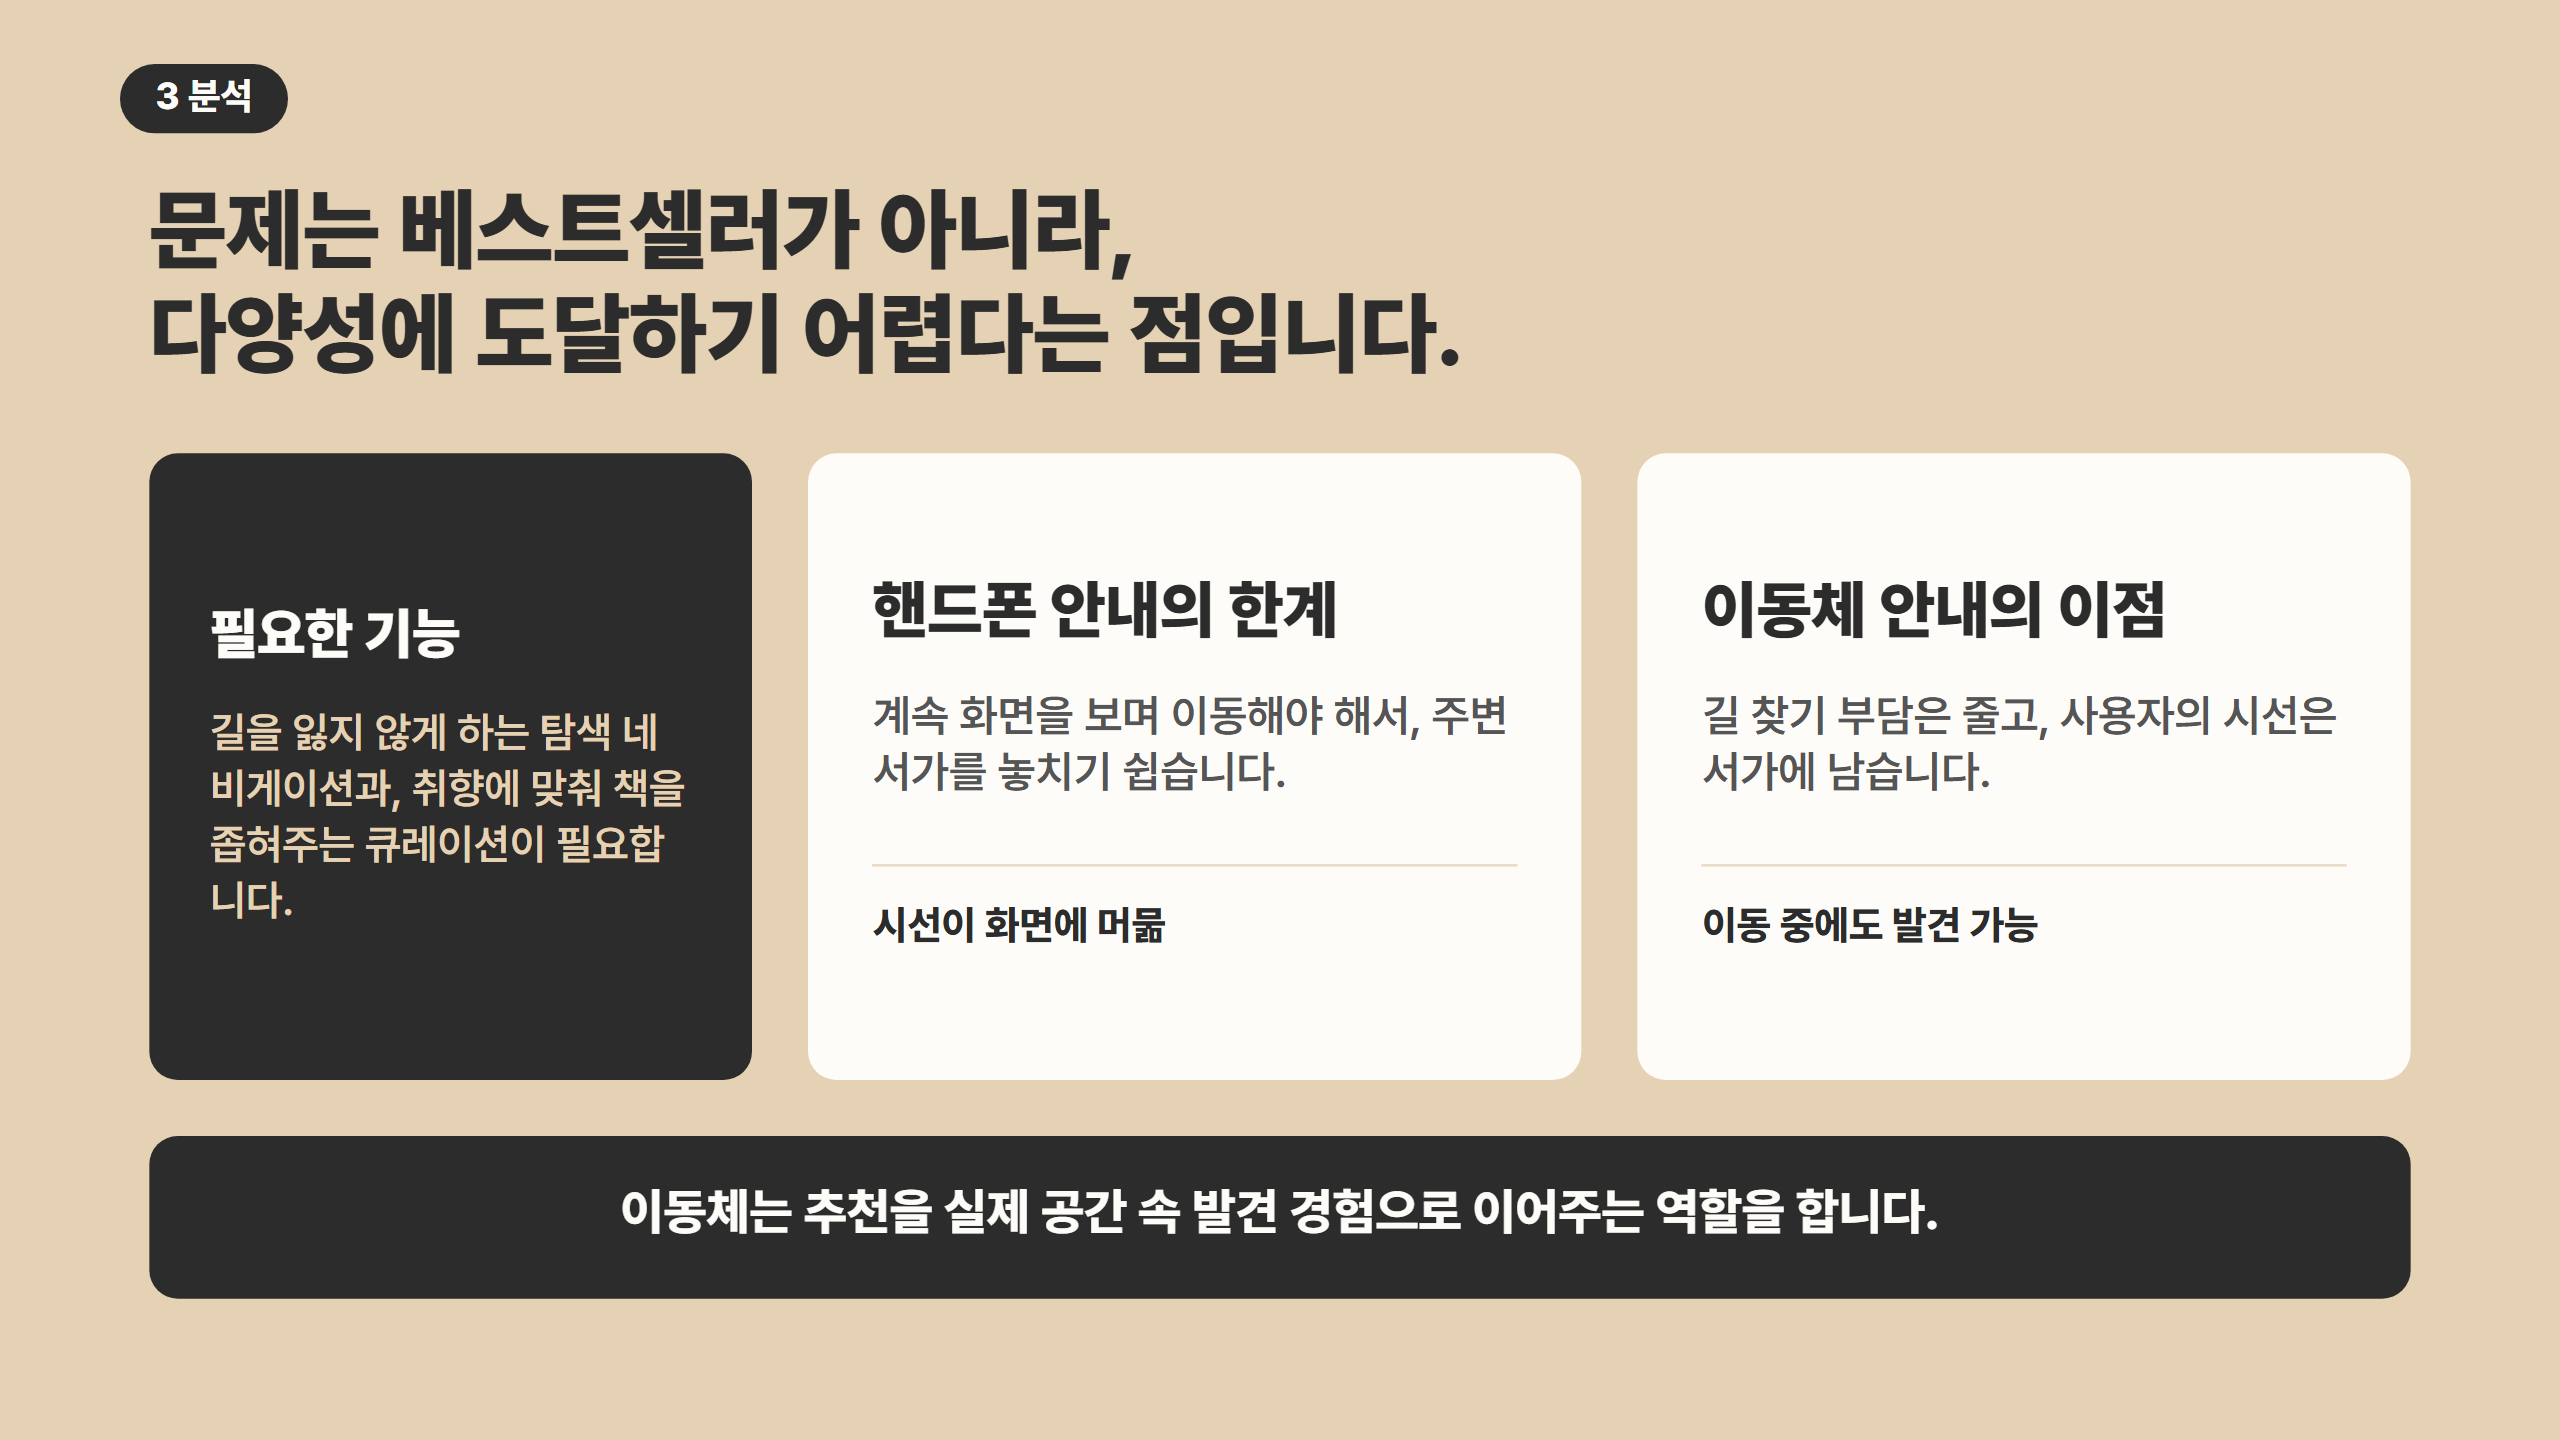 3 분석
문제는 베스트셀러가 아니라,
다양성에 도달하기 어렵다는 점입니다.
필요한 기능
길을 잃지 않게 하는 탐색 네
비게이션과, 취향에 맞춰 책을
좁혀주는 큐레이션이 필요합
니다.
핸드폰 안내의 한계
계속 화면을 보며 이동해야 해서, 주변
서가를 놓치기 쉽습니다.
시선이 화면에 머묾
이동체 안내의 이점
길 찾기 부담은 줄고, 사용자의 시선은
서가에 남습니다.
이동 중에도 발견 가능
이동체는 추천을 실제 공간 속 발견 경험으로 이어주는 역할을 합니다.